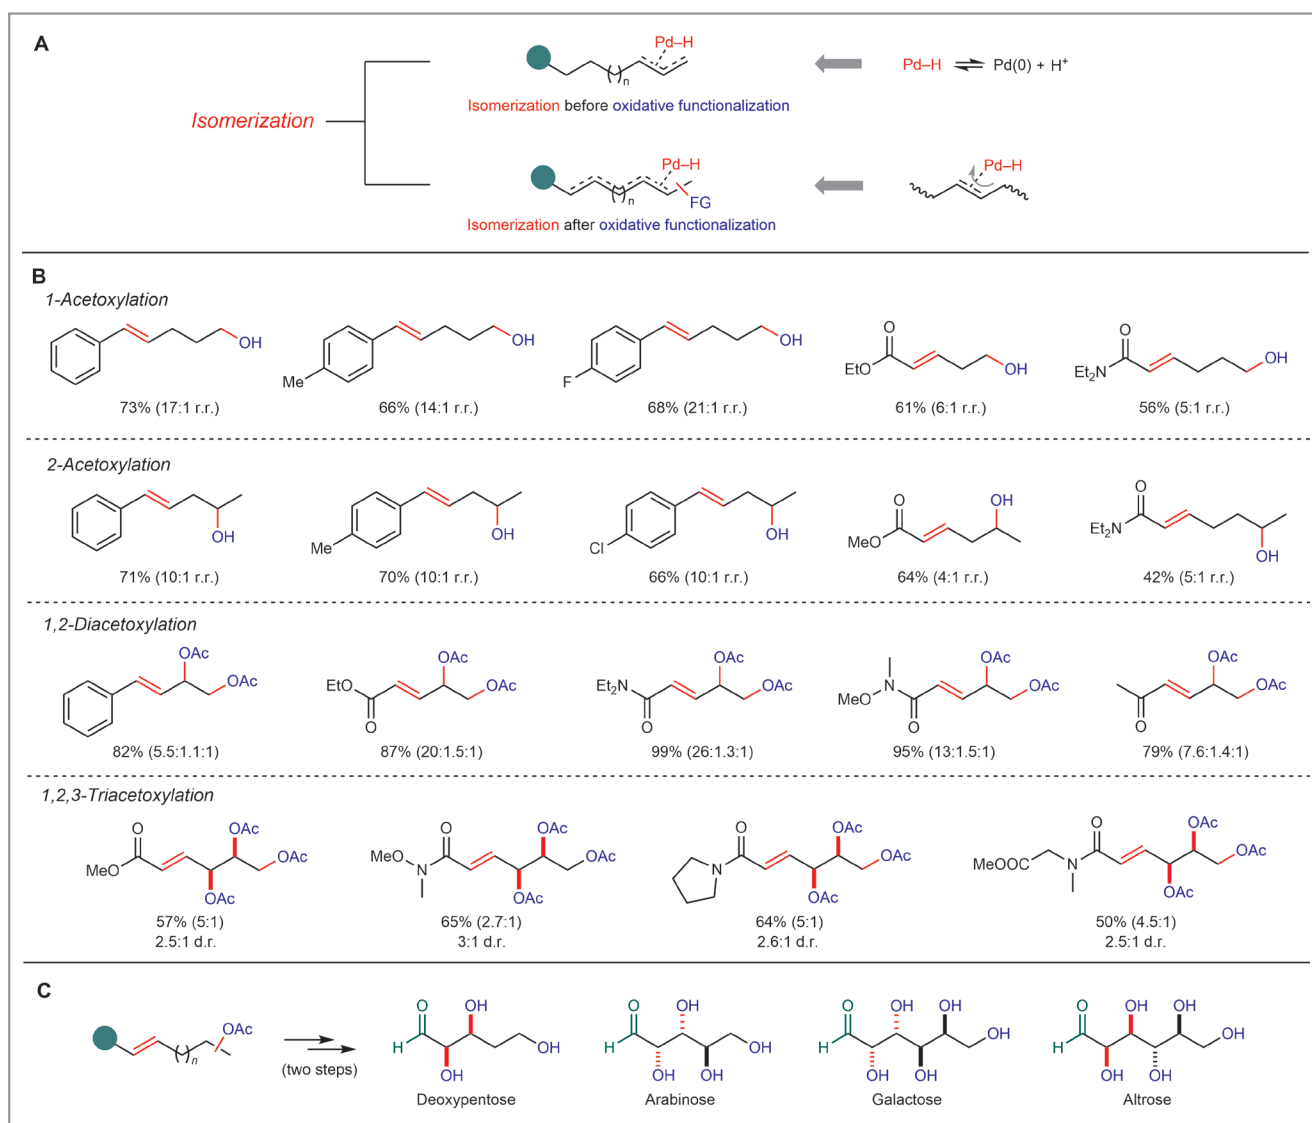 A
Isomerization
Pd–H
n
Isomerization before oxidative functionalization
Pd–H ⇌ Pd(0) + H⁺
Pd–H
n
FG
Isomerization after oxidative functionalization
Pd–H
B
1-Acetoxylation
OH
73% (17:1 r.r.)
Me
OH
66% (14:1 r.r.)
F
OH
68% (21:1 r.r.)
O
EtO
OH
61% (6:1 r.r.)
O
Et₂N
OH
56% (5:1 r.r.)
2-Acetoxylation
OH
71% (10:1 r.r.)
Me
OH
70% (10:1 r.r.)
Cl
OH
66% (10:1 r.r.)
O
MeO
OH
64% (4:1 r.r.)
O
Et₂N
OH
42% (5:1 r.r.)
1,2-Diacetoxylation
OAc
OAc
82% (5.5:1.1:1)
EtO
O
OAc
OAc
87% (20:1.5:1)
Et₂N
O
OAc
OAc
99% (26:1.3:1)
MeO
N
O
OAc
OAc
95% (13:1.5:1)
O
OAc
OAc
79% (7.6:1.4:1)
1,2,3-Triacetoxylation
O
MeO
OAc
OAc
OAc
57% (5:1)
2.5:1 d.r.
O
MeO
N
OAc
OAc
OAc
65% (2.7:1)
3:1 d.r.
O
N
OAc
OAc
OAc
64% (5:1)
2.6:1 d.r.
MeOOC
N
O
OAc
OAc
OAc
50% (4.5:1)
2.5:1 d.r.
C
OAc
n
(two steps)
O
H
OH
OH
OH
Deoxypentose
O
H
OH
OH
OH
OH
Arabinose
O
H
OH
OH
OH
OH
OH
Galactose
O
H
OH
OH
OH
OH
OH
Altrose